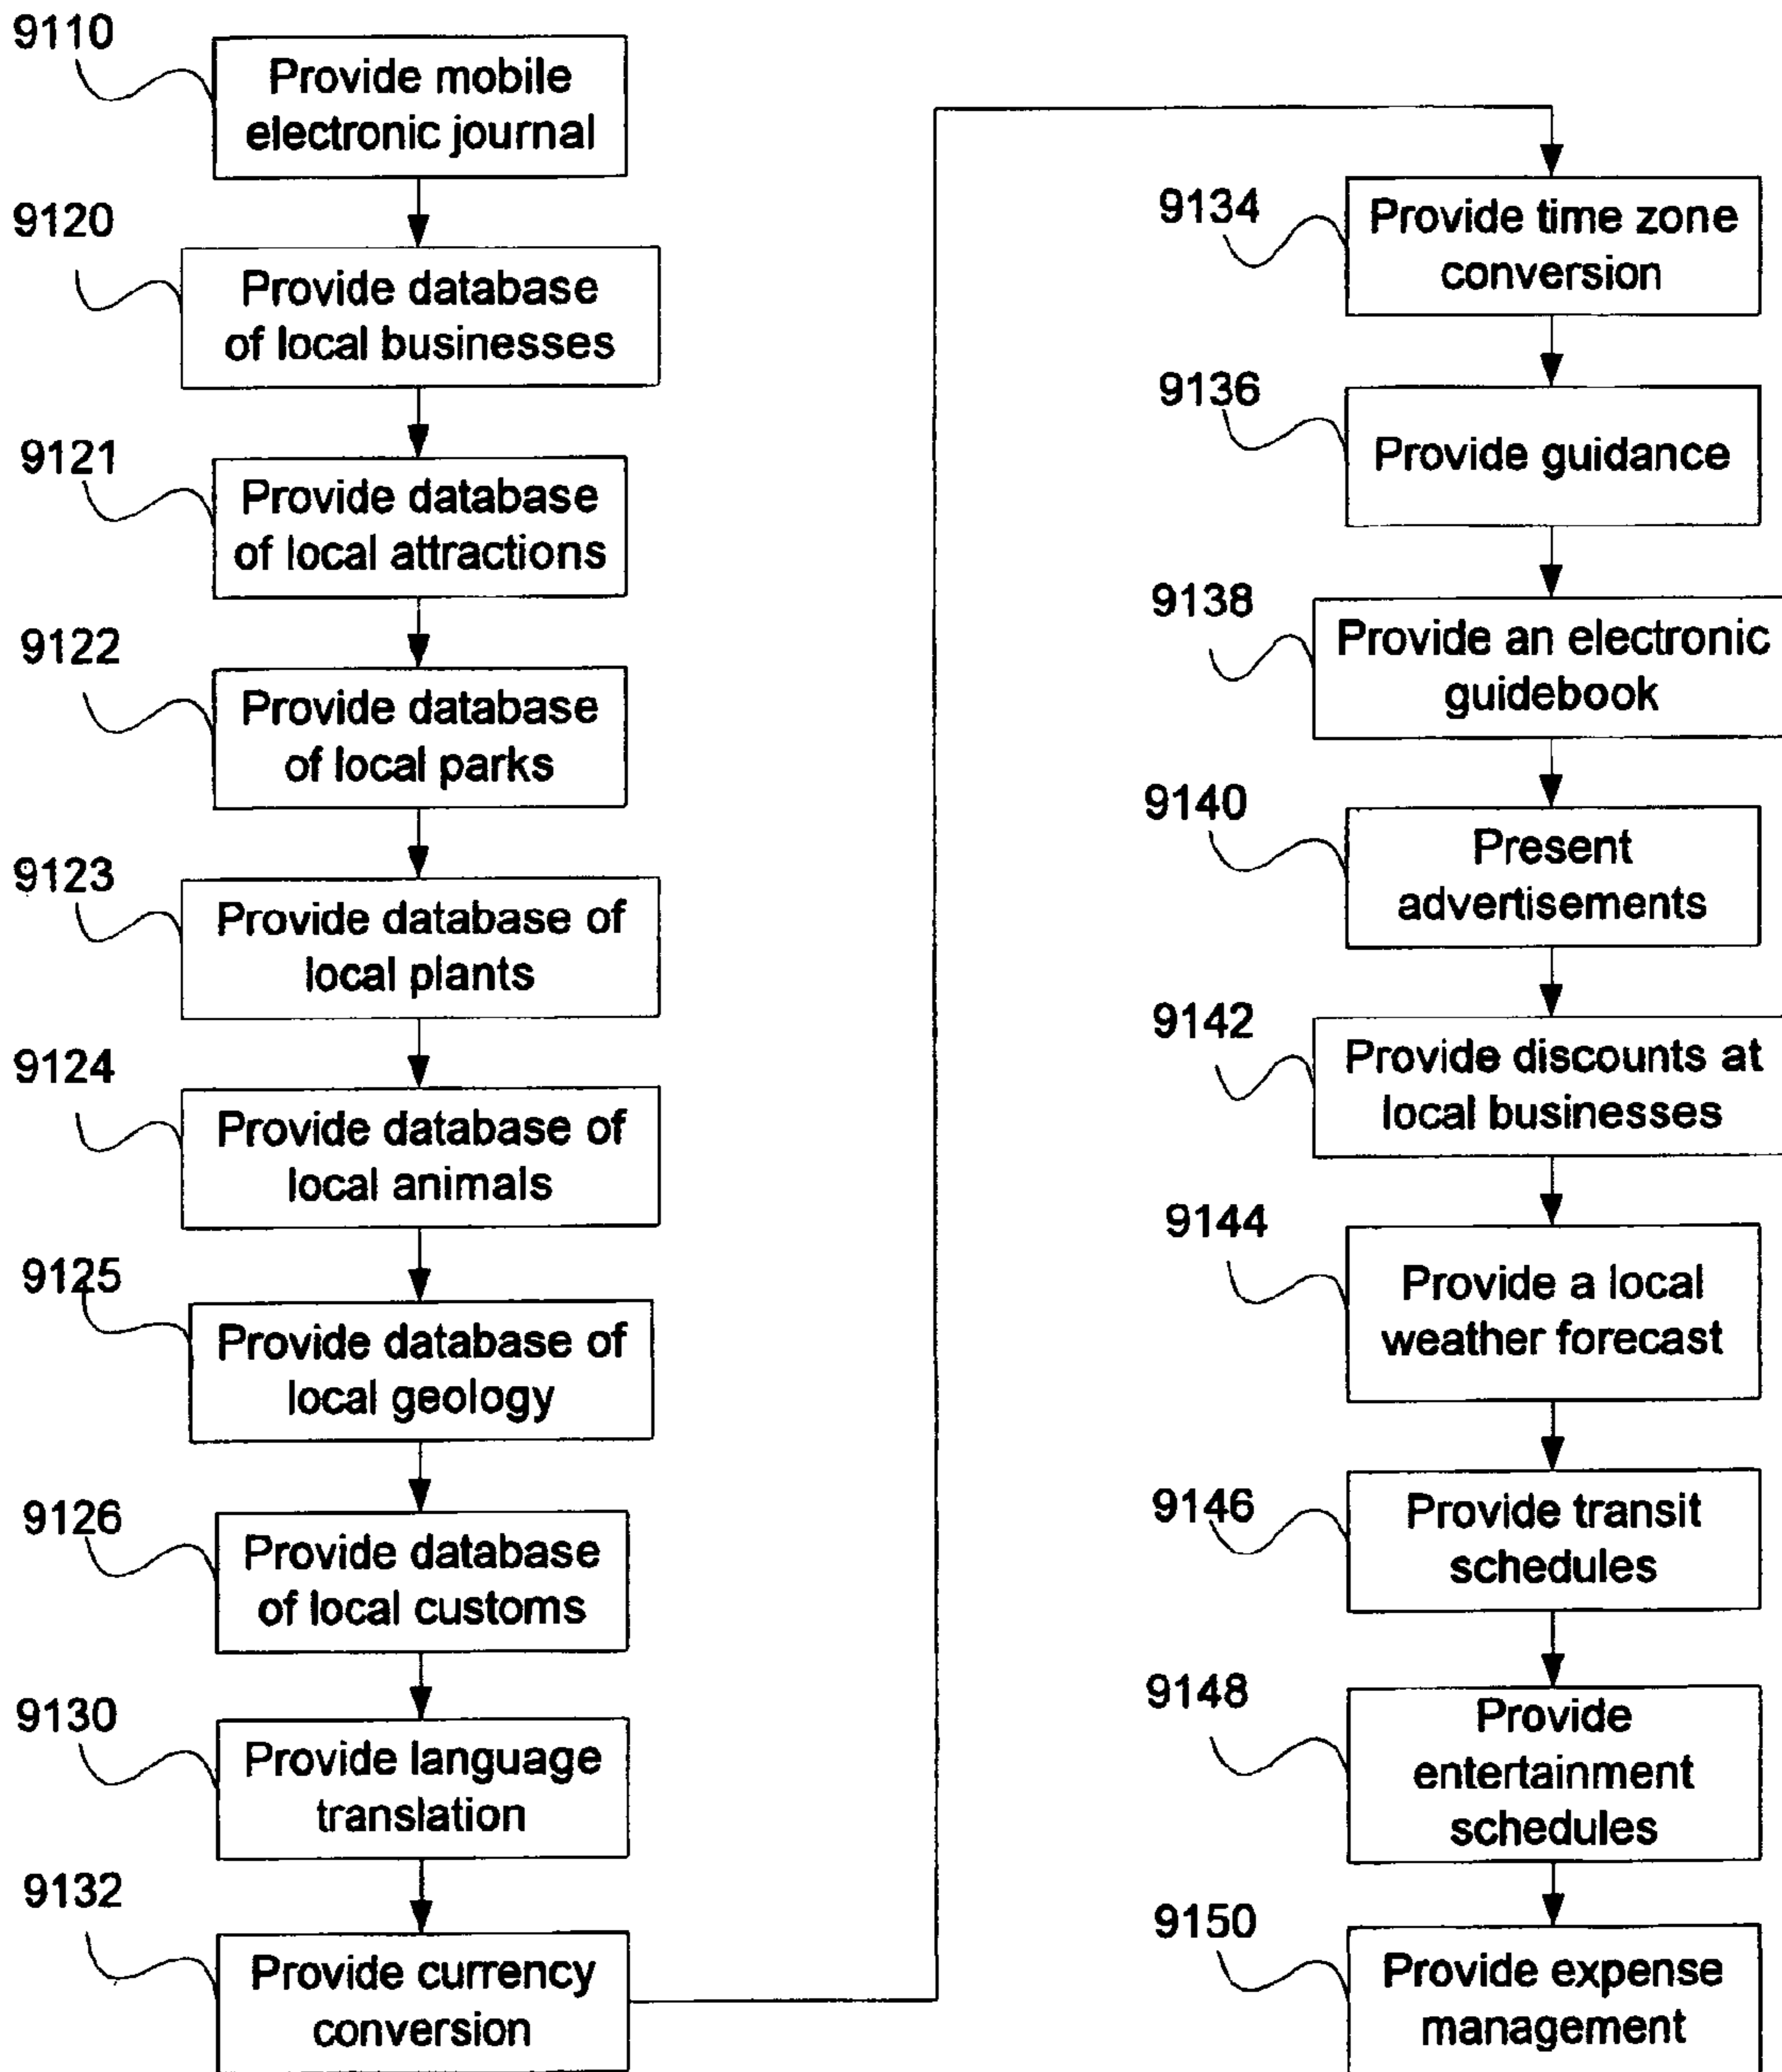 9110
Provide mobile
electronic journal
9120
Provide database
of local businesses
9121
Provide database
of local attractions
9122
Provide database
of local parks
9123
Provide database of
local plants
9124
Provide database of
local animals
9125
Provide database of
local geology
9126
Provide database
of local customs
9130
Provide language
translation
9132
Provide currency
conversion
9134
Provide time zone
conversion
9136
Provide guidance
9138
Provide an electronic
guidebook
9140
Present
advertisements
9142
Provide discounts at
local businesses
9144
Provide a local
weather forecast
9146
Provide transit
schedules
9148
Provide
entertainment
schedules
9150
Provide expense
management